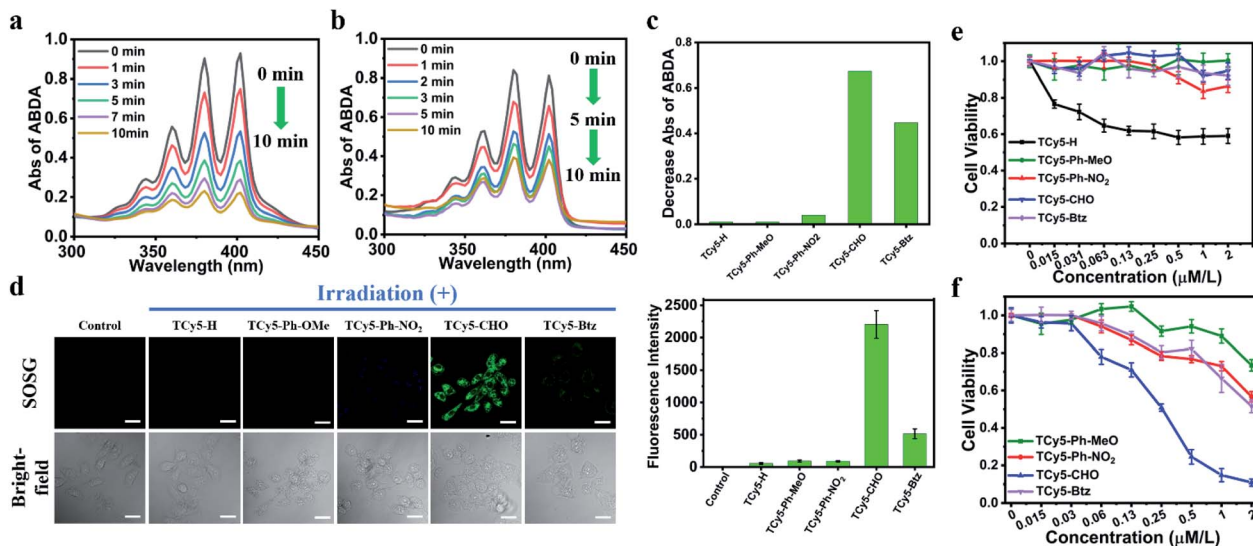 a
Abs of ABDA
1.0
0.8
0.6
0.4
0.2
0.0
0 min
1 min
3 min
5 min
7 min
10min
0 min
10 min
300 350 400 450
Wavelength (nm)
b
Abs of ABDA
1.0
0.8
0.6
0.4
0.2
0.0
0 min
1 min
2 min
3 min
5 min
10 min
0 min
5 min
10 min
300 350 400 450
Wavelength (nm)
c
Decrease Abs of ABDA
0.8
0.6
0.4
0.2
0.0
TCy5-H
TCy5-Ph-MeO
TCy5-Ph-NO2
TCy5-CHO
TCy5-Btz
d
Irradiation (+)
Control TCy5-H TCy5-Ph-OMe TCy5-Ph-NO₂ TCy5-CHO TCy5-Btz
SOSG
Bright-
field
Fluorescence Intensity
2500
2000
1500
1000
500
0
Control
TCy5-H
TCy5-Ph-MeO
TCy5-Ph-NO₂
TCy5-CHO
TCy5-Btz
e
Cell Viability
1.0
0.8
0.6
0.4
0.2
0.0
TCy5-H
TCy5-Ph-MeO
TCy5-Ph-NO₂
TCy5-CHO
TCy5-Btz
0 0.015 0.031 0.063 0.13 0.25 0.5 1 2
Concentration (μM/L)
f
Cell Viability
1.0
0.8
0.6
0.4
0.2
0.0
TCy5-Ph-MeO
TCy5-Ph-NO₂
TCy5-CHO
TCy5-Btz
0 0.015 0.03 0.06 0.13 0.25 0.5 1 2
Concentration (μM/L)